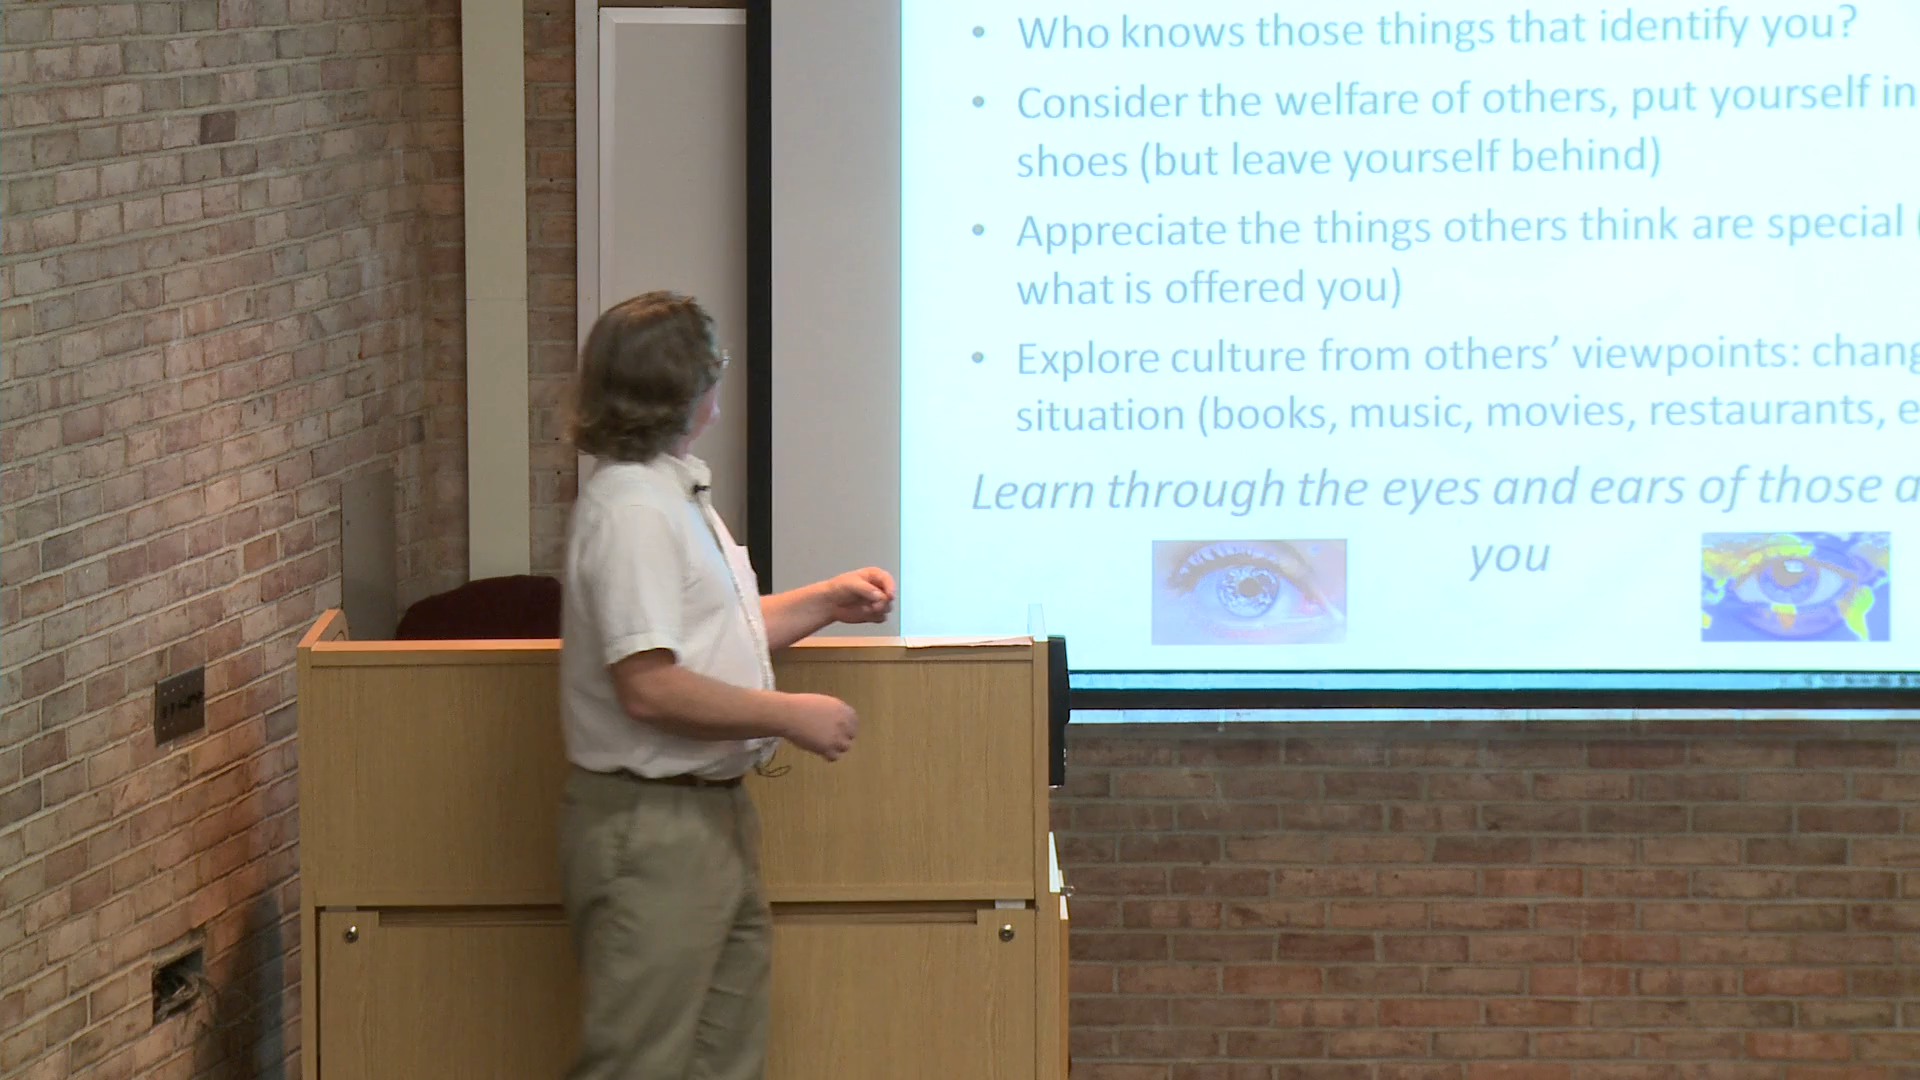 • Who knows those things that identify you?
• Consider the welfare of others, put yourself in
shoes (but leave yourself behind)
• Appreciate the things others think are special
what is offered you)
• Explore culture from others’ viewpoints:
situation (books, music, movies, restaurants,
Learn through the eyes and ears of those
you